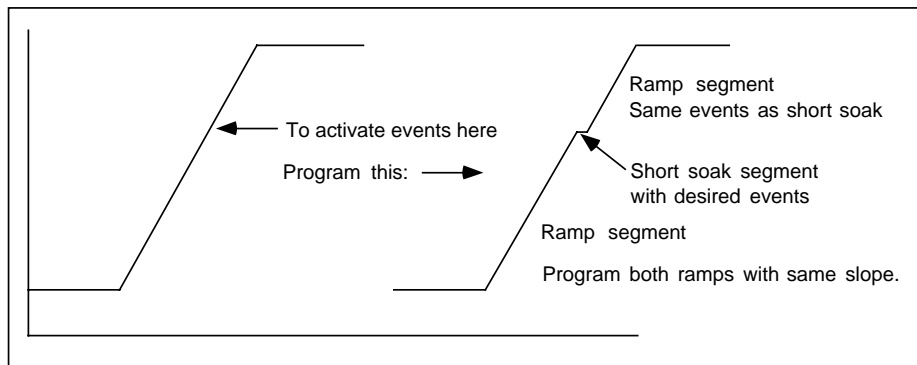 To activate events here
Program this:
Ramp segment
Same events as short soak
Short soak segment
with desired events
Ramp segment
Program both ramps with same slope.